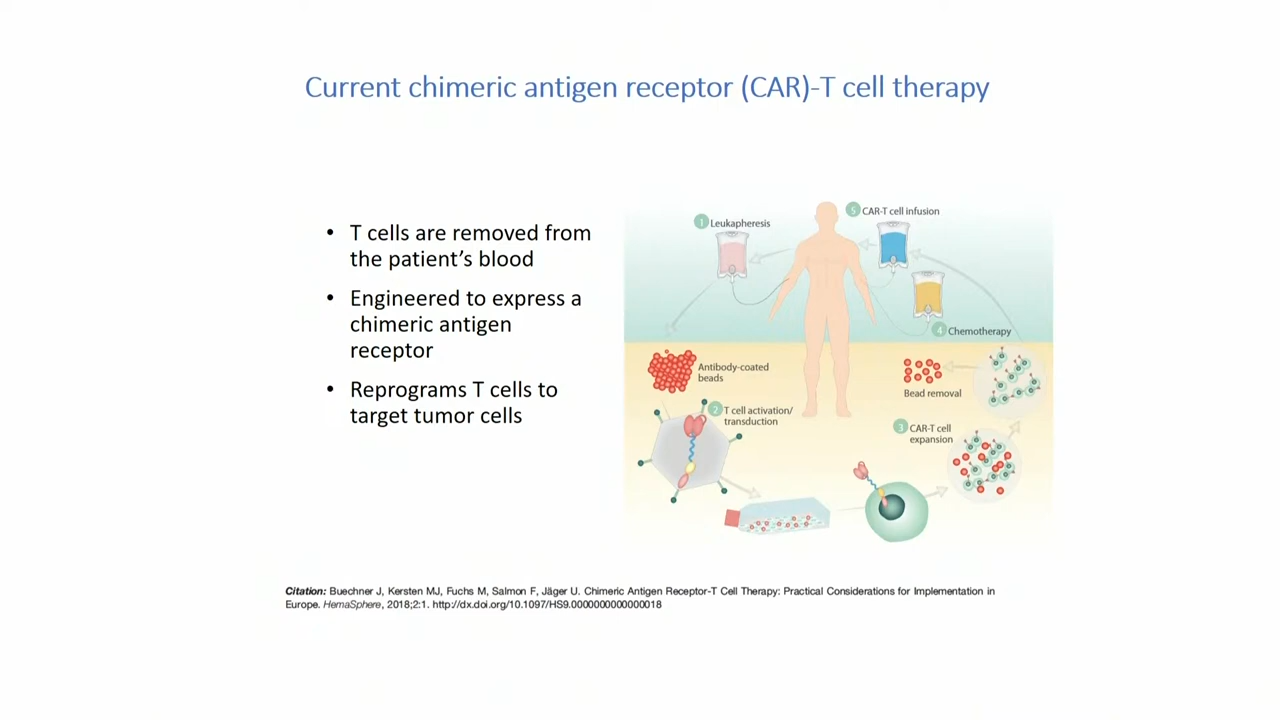 Current chimeric antigen receptor (CAR)-T cell therapy
• T cells are removed from
the patient’s blood
• Engineered to express a
chimeric antigen
receptor
• Reprograms T cells to
target tumor cells
1 Leukapheresis
5 CAR-T cell infusion
4 Chemotherapy
Antibody-coated
beads
Bead removal
2 T cell activation/
transduction
3 CAR-T cell
expansion
Citation: Buechner J, Kersten MJ, Fuchs M, Salmon F, Jäger U. Chimeric Antigen Receptor-T Cell Therapy: Practical Considerations for Implementation in
Europe. HemaSphere, 2018;2:1. http://dx.doi.org/10.1097/HS9.0000000000000018